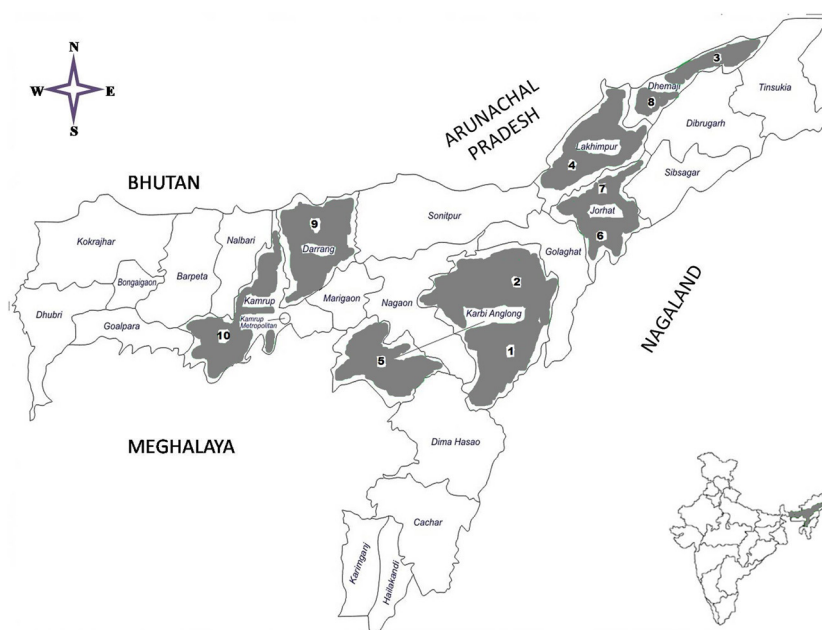 N
W E
S
ARUNACHAL
PRADESH
BHUTAN
NAGALAND
MEGHALAYA
3
Dhemaji
8
Tinsukia
Dibrugarh
Lakhimpur
4
Sibsagar
7
Jorhat
6
Sonitpur
9
Darrang
Nalbari
Kokrajhar
Golaghat
Barpeta
Bongaigaon
2
Kamrup
Marigaon
Nagaon
Dhubri
Goalpara
Kamrup
Metropolitan
Karbi Anglong
10
1
5
Dima Hasao
Cachar
Karimganj
Hailakandi